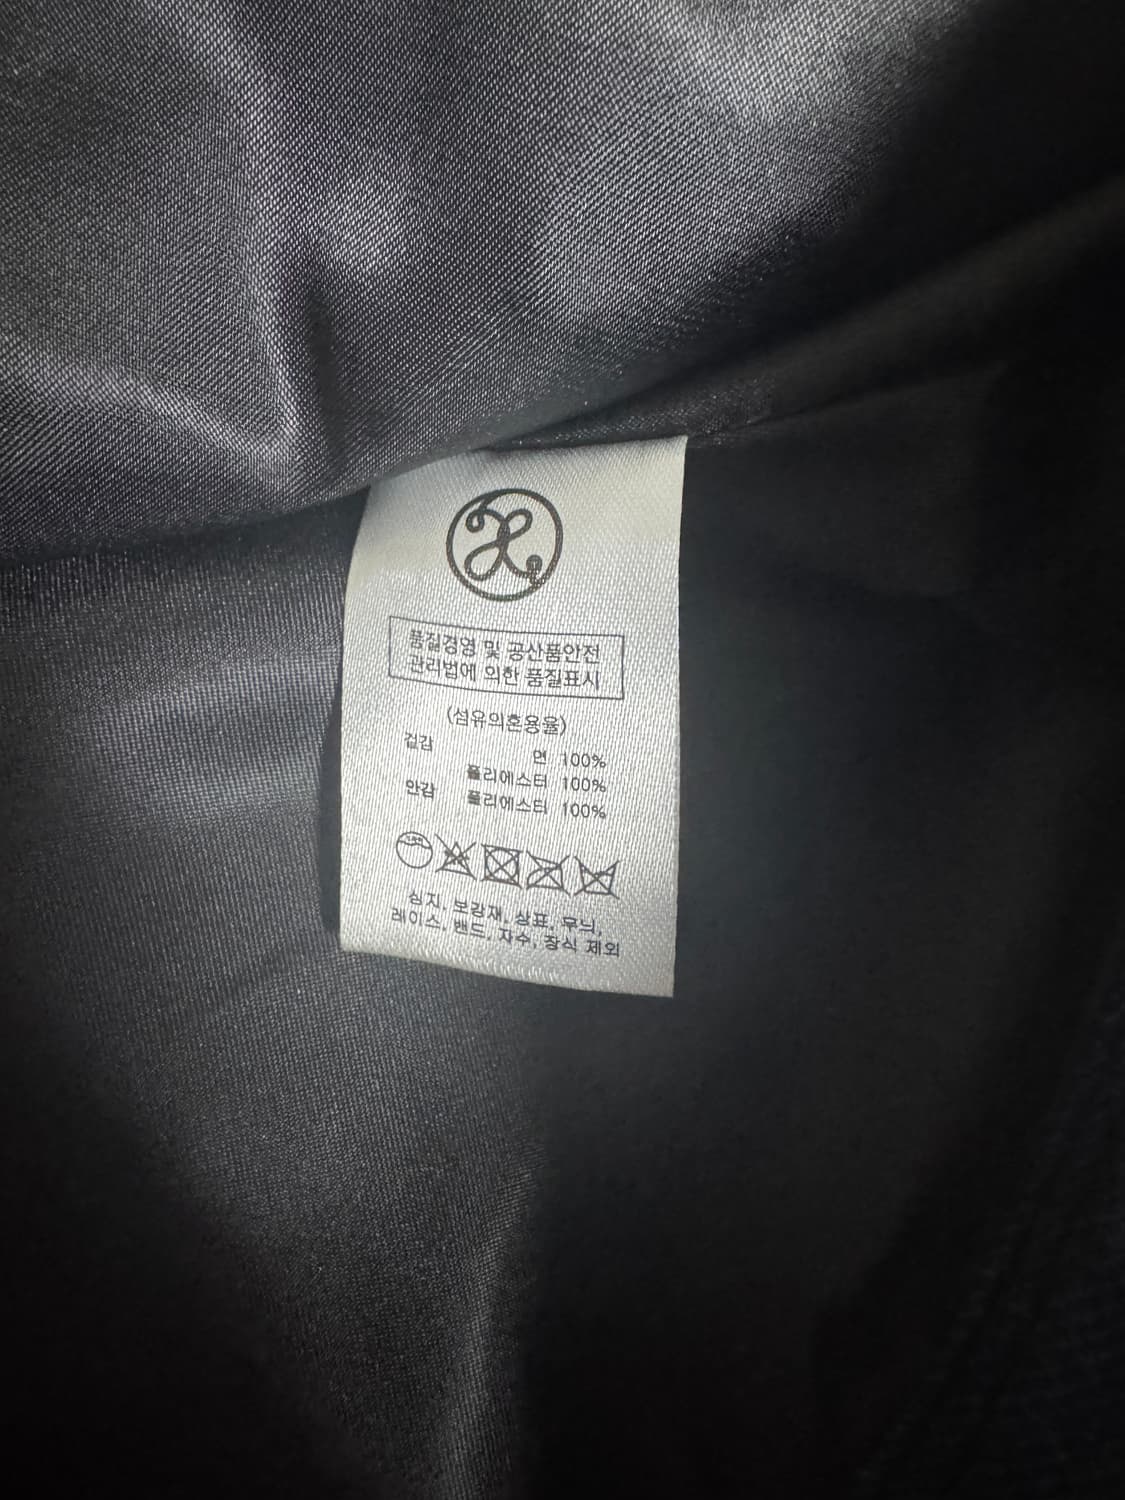 품질경영 및 공산품안전
관리법에 의한 품질표시
(섬유의혼용율)
겉감 면 100%
폴리에스터 100%
안감 폴리에스터 100%
심지, 보강재, 상표, 무늬,
레이스, 밴드, 자수, 장식 제외